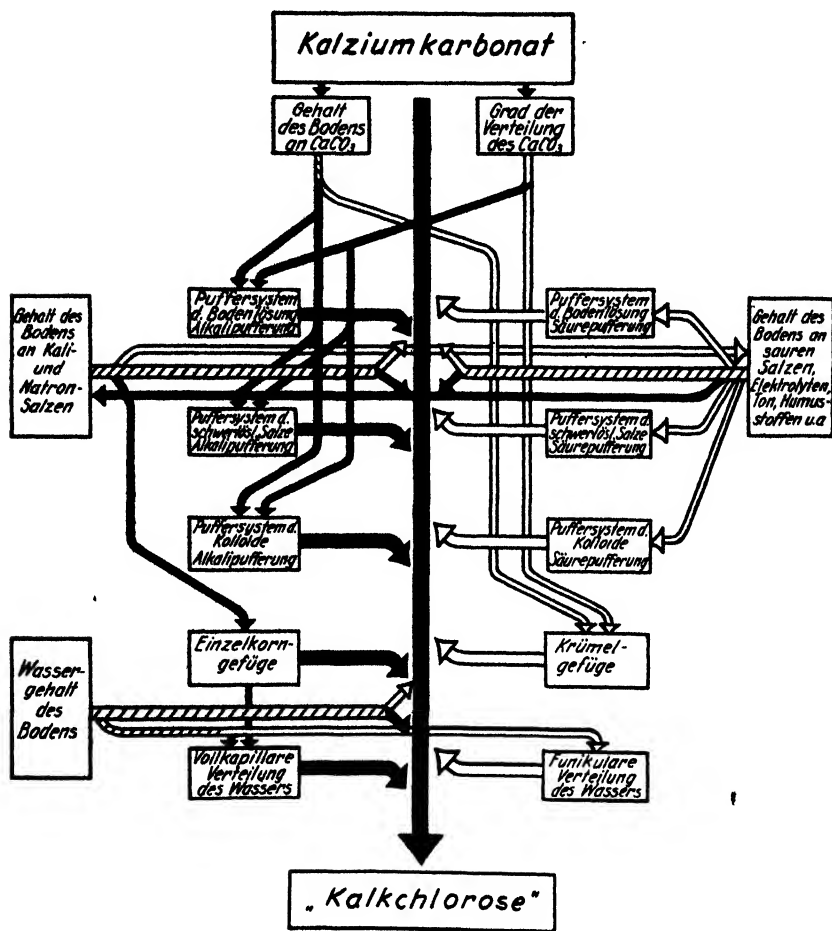 Kalziumkarbonat
Gehalt
des Bodens
an CaCO₃
Grad der
Verteilung
des CaCO₃
Puffersystem
d. Bodenlösung
Alkalipufferung
Puffersystem
d. Bodenlösung
Säurepufferung
Gehalt des
Bodens
an Kali-
und
Natron-
Salzen
Gehalt des
Bodens an
sauren
Salzen,
Elektrolyten,
Ton, Humus-
stoffen u.a
Puffersystem d.
schwerlösl. Salze
Alkalipufferung
Puffersystem d.
schwerlösl. Salze
Säurepufferung
Puffersystem d.
Kolloide
Alkalipufferung
Puffersystem d.
Kolloide
Säurepufferung
Einzelkorn-
gefüge
Krümel-
gefüge
Wasser-
gehalt
des
Bodens
Vollkapillare
Verteilung
des Wassers
Funikuläre
Verteilung
des Wassers
„Kalkchlorose“